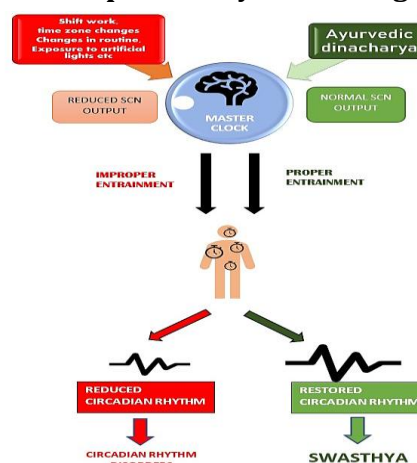 Shift work,
time zone changes
Changes in routine.
Exposure to artificial
lights etc
Ayurvedic
dinacharya
REDUCED SCN
OUTPUT
MASTER
CLOCK
NORMAL SCN
OUTPUT
IMPROPER
ENTRAINMENT
PROPER
ENTRAINMENT
REDUCED
CIRCADIAN RHYTHM
RESTORED
CIRCADIAN RHYTHM
CIRCADIAN RHYTHM
SWASTHYA